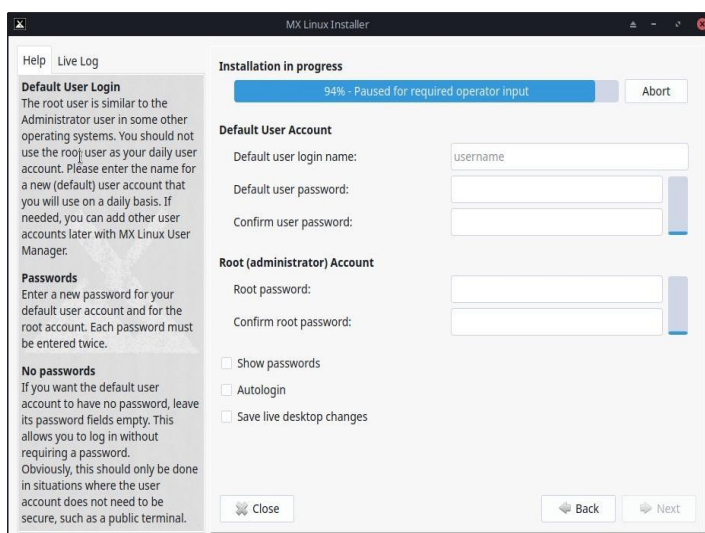 MX Linux Installer
Help
Live Log
Default User Login
The root user is similar to the
Administrator user in some other
operating systems. You should not
use the root user as your daily user
account. Please enter the name for
a new (default) user account that
you will use on a daily basis. If
needed, you can add other user
accounts later with MX Linux User
Manager.
Passwords
Enter a new password for your
default user account and for the
root account. Each password must
be entered twice.
No passwords
If you want the default user
account to have no password, leave
its password fields empty. This
allows you to log in without
requiring a password.
Obviously, this should only be done
in situations where the user
account does not need to be
secure, such as a public terminal.
Installation in progress
94% - Paused for required operator input
Abort
Default User Account
Default user login name:
username
Default user password:
Confirm user password:
Root (administrator) Account
Root password:
Confirm root password:
Show passwords
Autologin
Save live desktop changes
Close
Back
Next